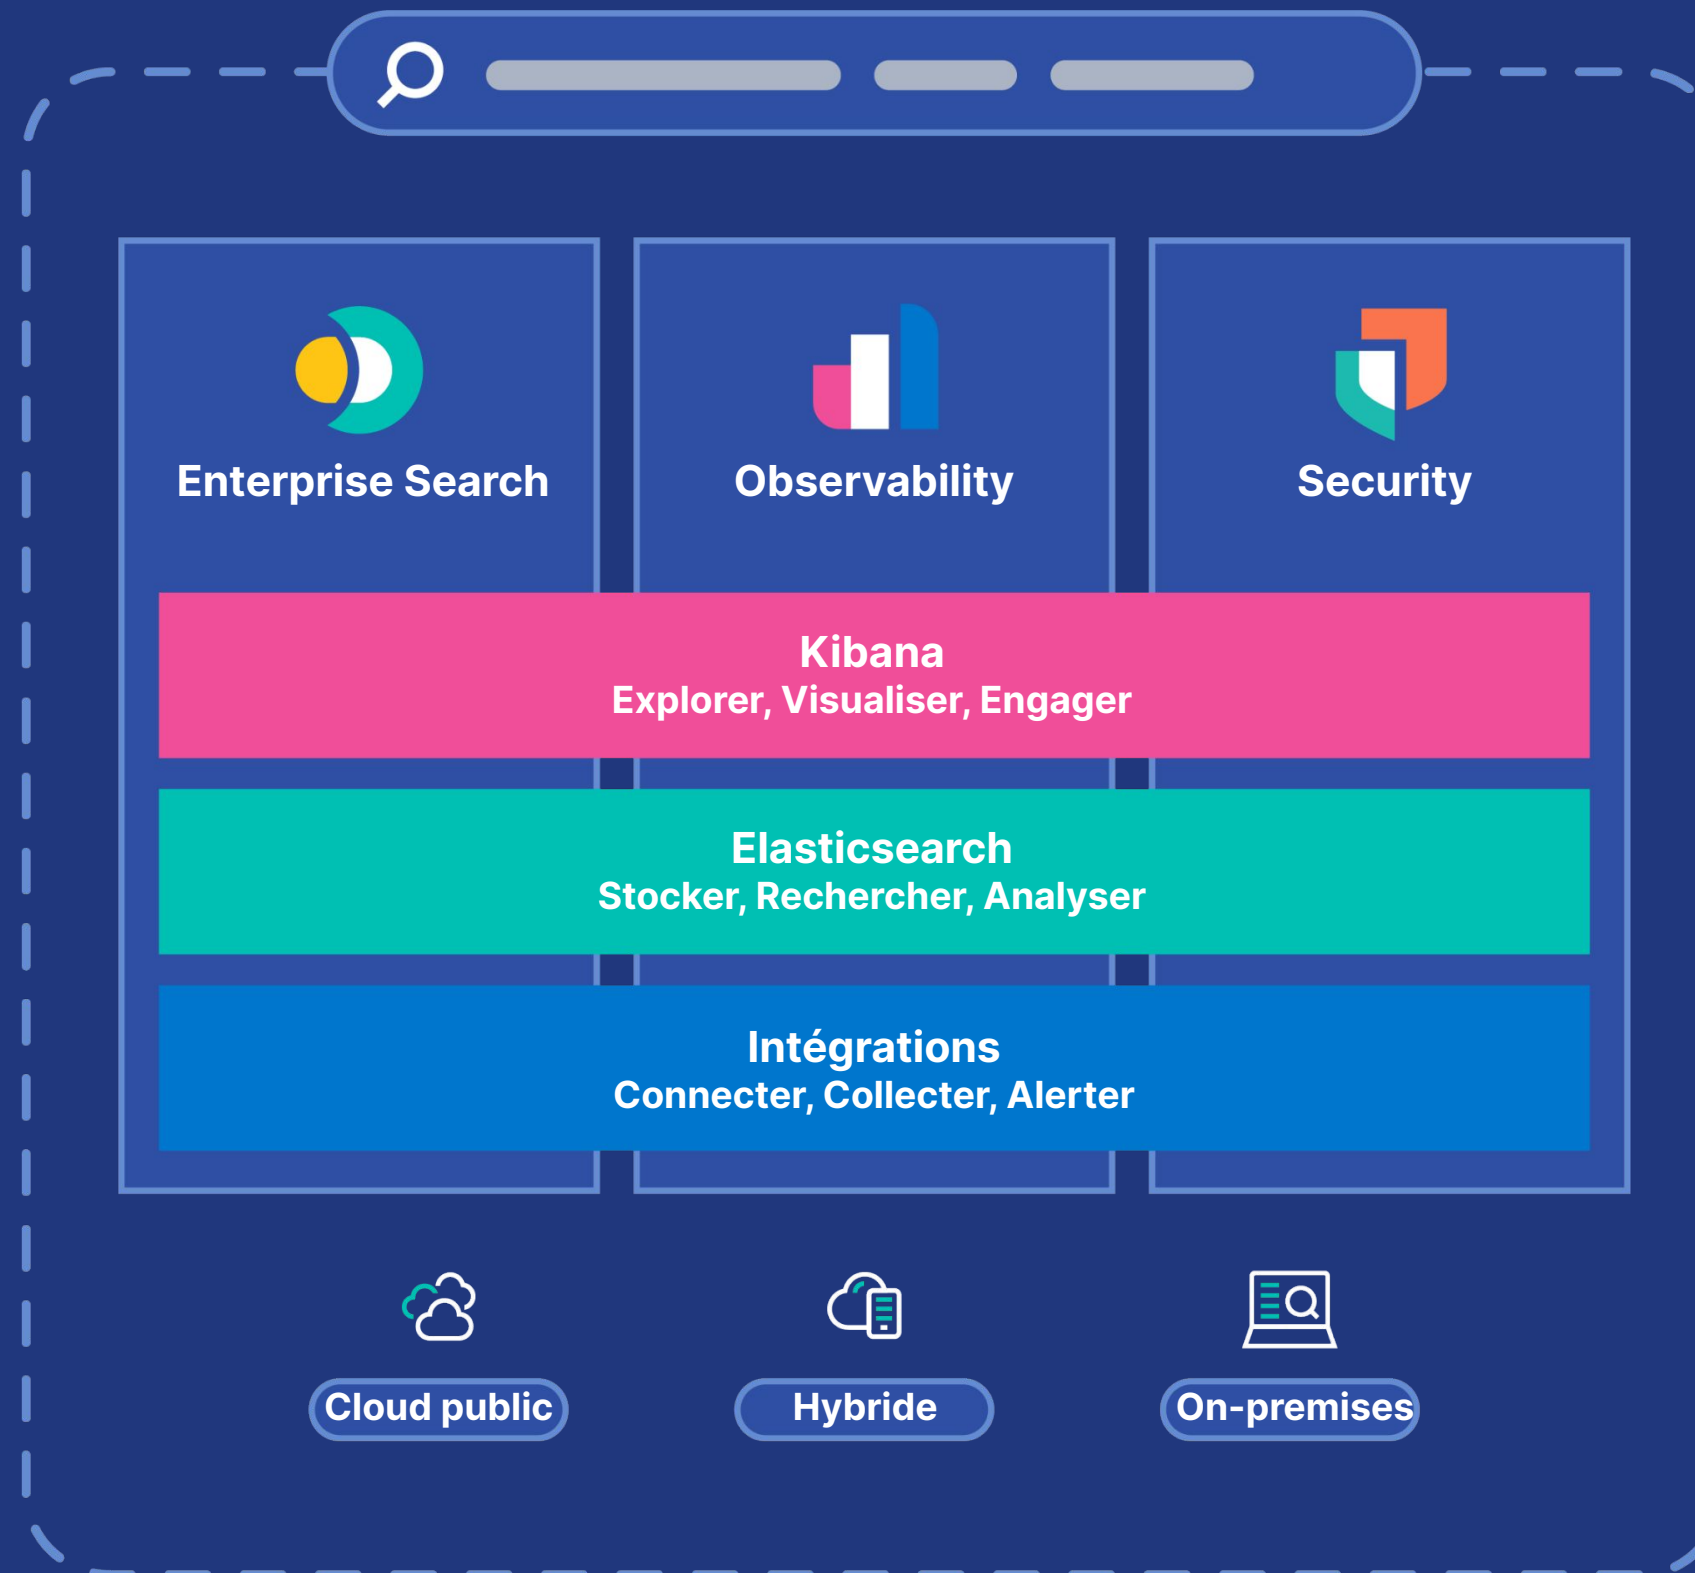 Enterprise Search
Observability
Security
Kibana
Explorer, Visualiser, Engager
Elasticsearch
Stocker, Rechercher, Analyser
Intégrations
Connecter, Collecter, Alerter
Cloud public
Hybride
On-premises